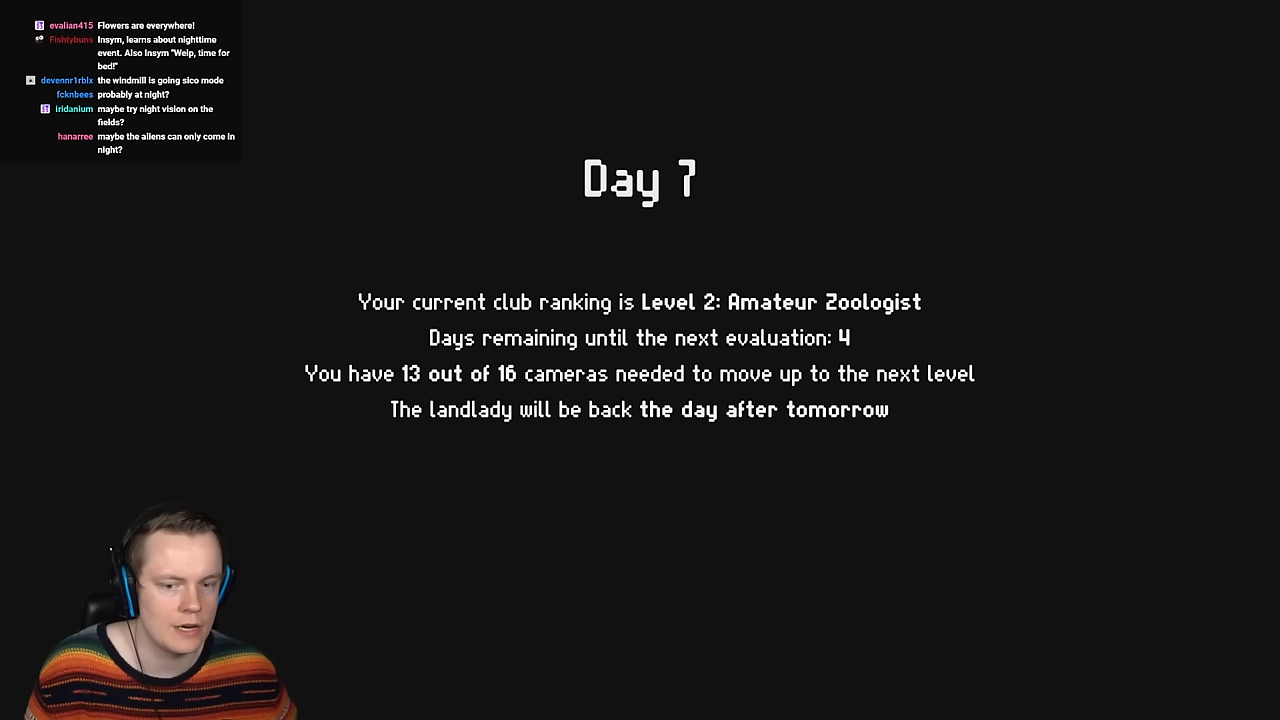 evalian415 Flowers are everywhere!
Fishtybuns Insym, learns about nighttime
event. Also Insym "Welp, time for
bed!"
devennr1rblx the windmill is going sico mode
fcknbees probably at night?
iridanium maybe try night vision on the
fields?
hanarree maybe the aliens can only come in
night?
Day 7
Your current club ranking is Level 2: Amateur Zoologist
Days remaining until the next evaluation: 4
You have 13 out of 16 cameras needed to move up to the next level
The landlady will be back the day after tomorrow